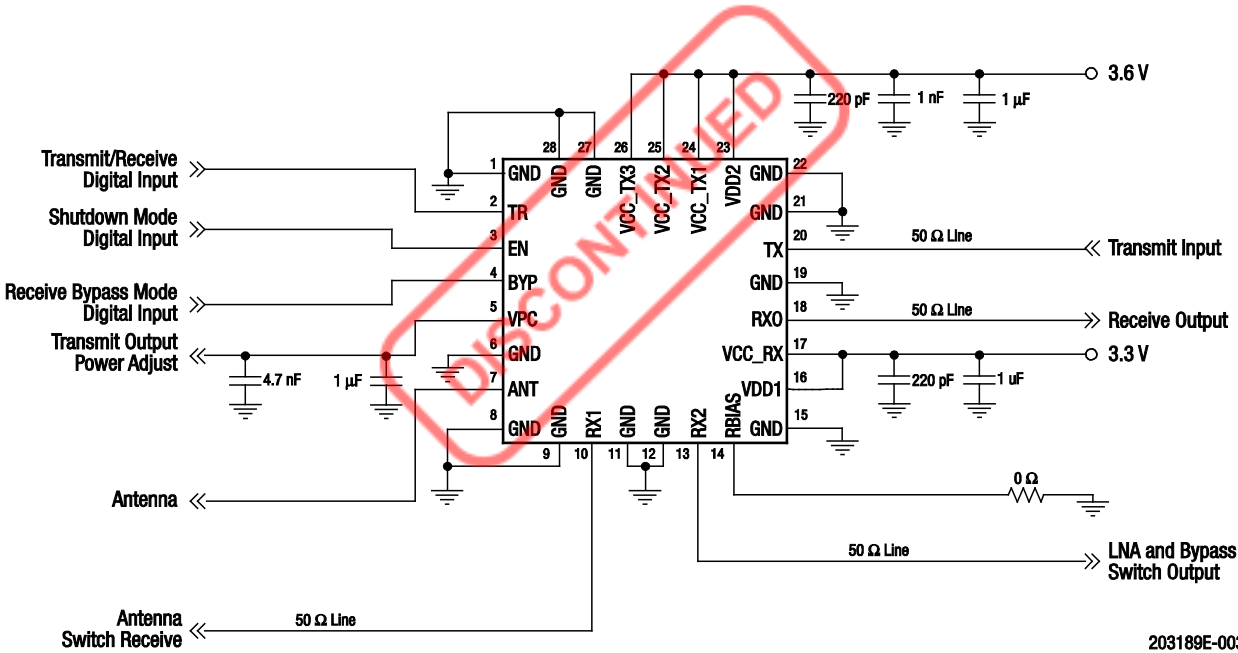 3.6 V
220 pF
1 nF
1 µF
28
27
26
25
24
23
Transmit/Receive
Digital Input
1
GND
GND
GND
VCC_TX3
VCC_TX2
VCC_TX1
VDD2
GND
22
2
TR
GND
21
Shutdown Mode
Digital Input
3
EN
TX
20
50 Ω Line
Transmit Input
4
BYP
GND
19
Receive Bypass Mode
Digital Input
5
VPC
RX0
18
50 Ω Line
Receive Output
Transmit Output
Power Adjust
6
GND
VCC_RX
17
3.3 V
4.7 nF
1 µF
7
ANT
VDD1
16
220 pF
1 uF
8
GND
GND
RX1
GND
GND
RX2
RBIAS
GND
15
9
10
11
12
13
14
0 Ω
Antenna
50 Ω Line
LNA and Bypass
Switch Output
Antenna
Switch Receive
50 Ω Line
203189E-003
DISCONTINUED